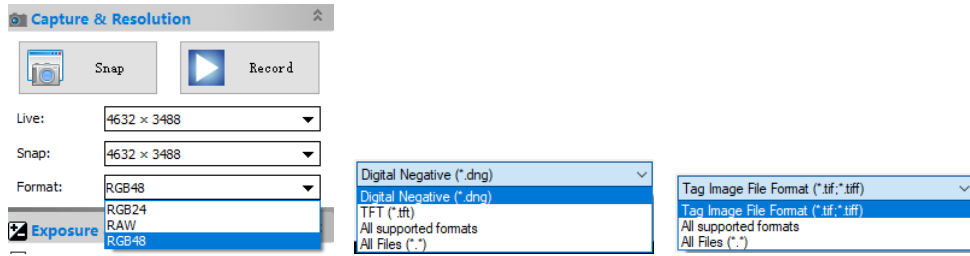 Capture & Resolution
Snap
Record
Live:
4632 × 3488
Snap:
4632 × 3488
Format:
RGB48
RGB24
RAW
RGB48
Exposure
Digital Negative (*.dng)
Digital Negative (*.dng)
TFT (*.tft)
All supported formats
All Files (*.*)
Tag Image File Format (*.tif;*.tiff)
Tag Image File Format (*.tif;*.tiff)
All supported formats
All Files (*.*)